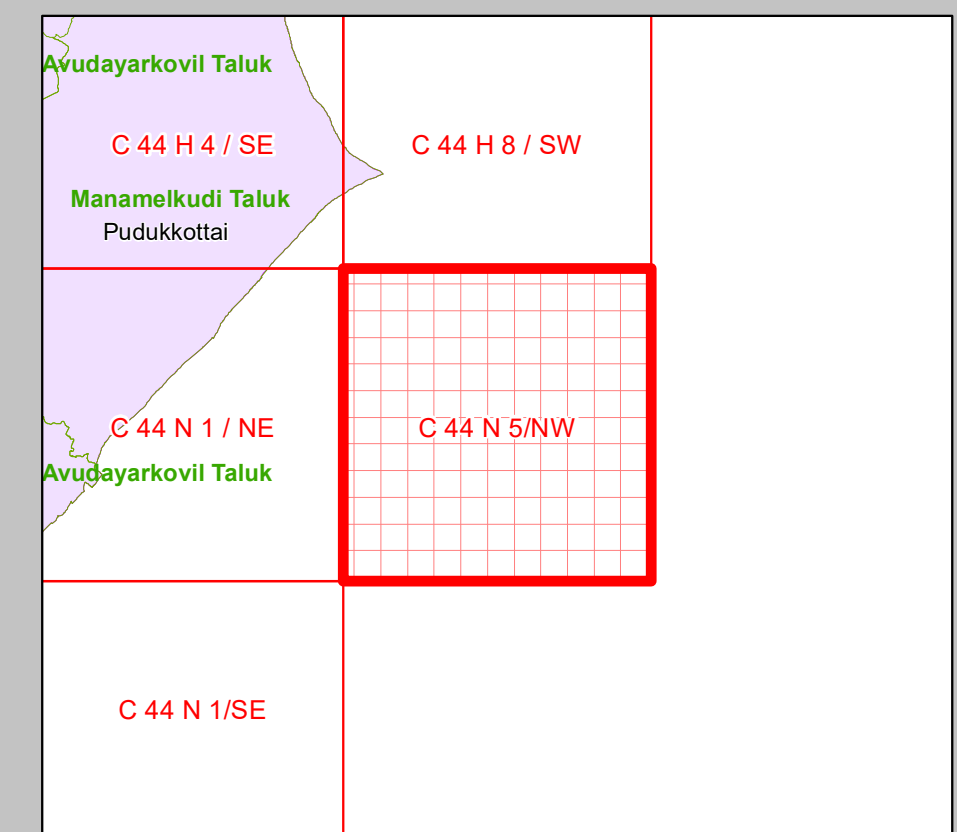 Avudayarkovil Taluk
C 44 H 4 / SE
C 44 H 8 / SW
Manamelkudi Taluk
Pudukkottai
C 44 N 1 / NE
C 44 N 5/NW
Avudayarkovil Taluk
C 44 N 1/SE